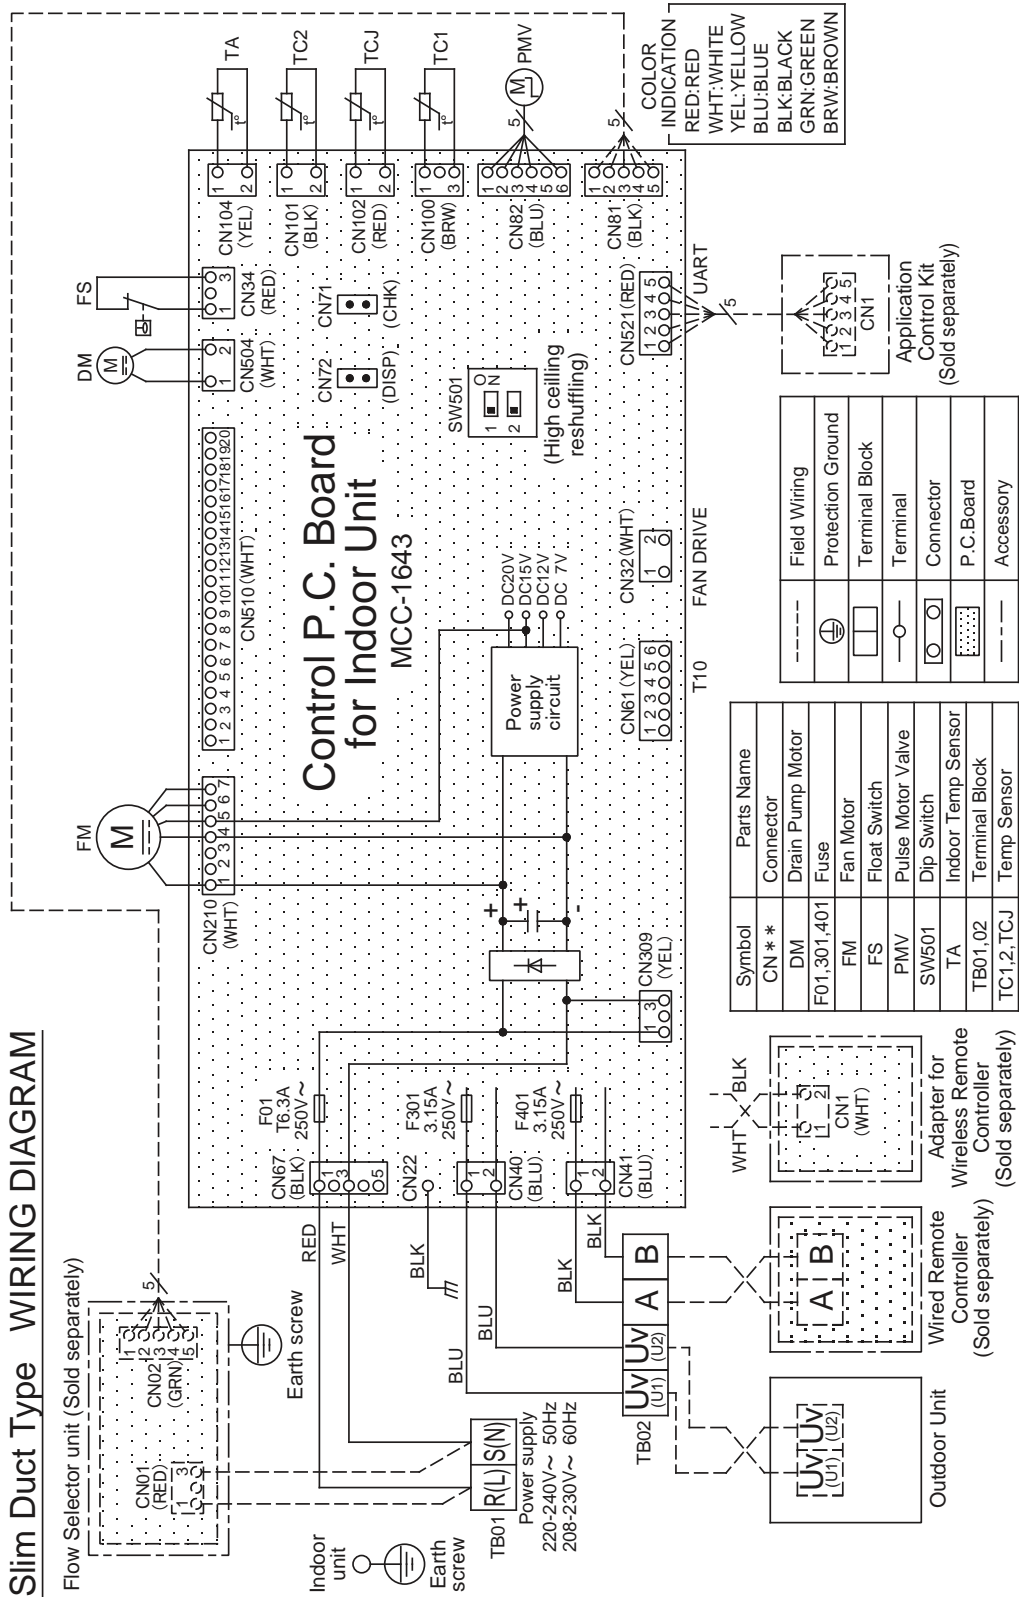 Slim Duct Type WIRING DIAGRAM
Flow Selector unit (Sold separately)
CN01
(RED)
1 3
CN02
(GRN)
1 2 3 4 5
5
Earth screw
Indoor
unit
Earth
screw
TB01
R(L) S(N)
Power supply
220-240V~ 50Hz
208-230V~ 60Hz
RED
WHT
BLK
BLU
BLU
BLK
BLK
TB02
Uv
(U1)
Uv
(U2)
A B
Uv
(U1)
Uv
(U2)
Outdoor Unit
A B
Wired Remote
Controller
(Sold separately)
WHT
BLK
1 2
CN1
(WHT)
Adapter for
Wireless Remote
Controller
(Sold separately)
CN67
(BLK)
1 3 5
CN22
CN40
(BLU)
1 2
CN41
(BLU)
1 2
F01
T6.3A
250V~
F301
3.15A
250V~
F401
3.15A
250V~
CN309
(YEL)
1 3
+
+
-
FM
M
CN210
(WHT)
1 2 3 4 5 6 7
CN510 (WHT)
1 2 3 4 5 6 7 8 9 10 11 12 13 14 15 16 17 18 19 20
Control P.C. Board
for Indoor Unit
MCC-1643
Power
supply
circuit
DC20V
DC15V
DC12V
DC 7V
CN61 (YEL)
1 2 3 4 5 6
T10
CN32 (WHT)
1 2
FAN DRIVE
DM
M
CN504
(WHT)
1 2
FS
CN34
(RED)
1 3
CN72
(DISP)
CN71
(CHK)
SW501
ON
1 2
(High ceilling
reshuffling)
CN521 (RED)
1 2 3 4 5
UART
5
1 2 3 4 5
CN1
Application
Control Kit
(Sold separately)
TA
t°
1 2
CN104
(YEL)
TC2
t°
1 2
CN101
(BLK)
TCJ
t°
1 2
CN102
(RED)
TC1
t°
1 3
CN100
(BRW)
PMV
M
5
1 2 3 4 5 6
CN82
(BLU)
5
1 2 3 4 5
CN81
(BLK)
COLOR
INDICATION
RED:RED
WHT:WHITE
YEL:YELLOW
BLU:BLUE
BLK:BLACK
GRN:GREEN
BRW:BROWN
Symbol Parts Name
CN** Connector
DM Drain Pump Motor
F01,301,401 Fuse
FM Fan Motor
FS Float Switch
PMV Pulse Motor Valve
SW501 Dip Switch
TA Indoor Temp Sensor
TB01,02 Terminal Block
TC1,2,TCJ Temp Sensor
Field Wiring
Protection Ground
Terminal Block
Terminal
Connector
P.C.Board
Accessory